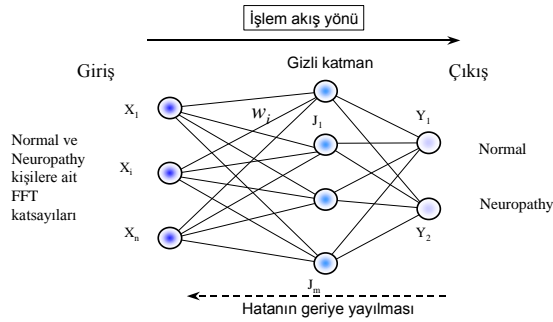 İşlem akış yönü
Giriş
Gizli katman
Çıkış
X1
wi
J1
Y1
Normal ve
Neuropathy
kişilere ait
FFT
katsayıları
Xi
Normal
Neuropathy
Xn
Y2
Jm
Hatanın geriye yayılması